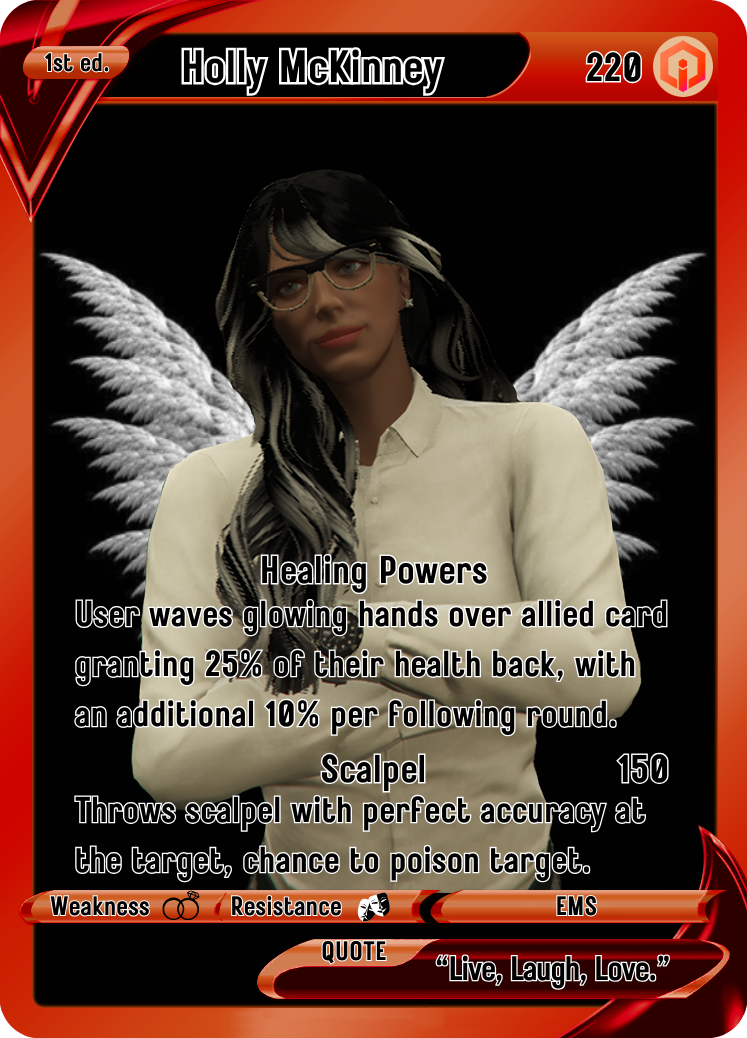 1st ed.
Holly McKinney
220
Healing Powers
User waves glowing hands over allied card
granting 25% of their health back, with
an additional 10% per following round.
Scalpel 150
Throws scalpel with perfect accuracy at
the target, chance to poison target.
Weakness Resistance EMS
QUOTE
“Live, Laugh, Love.”